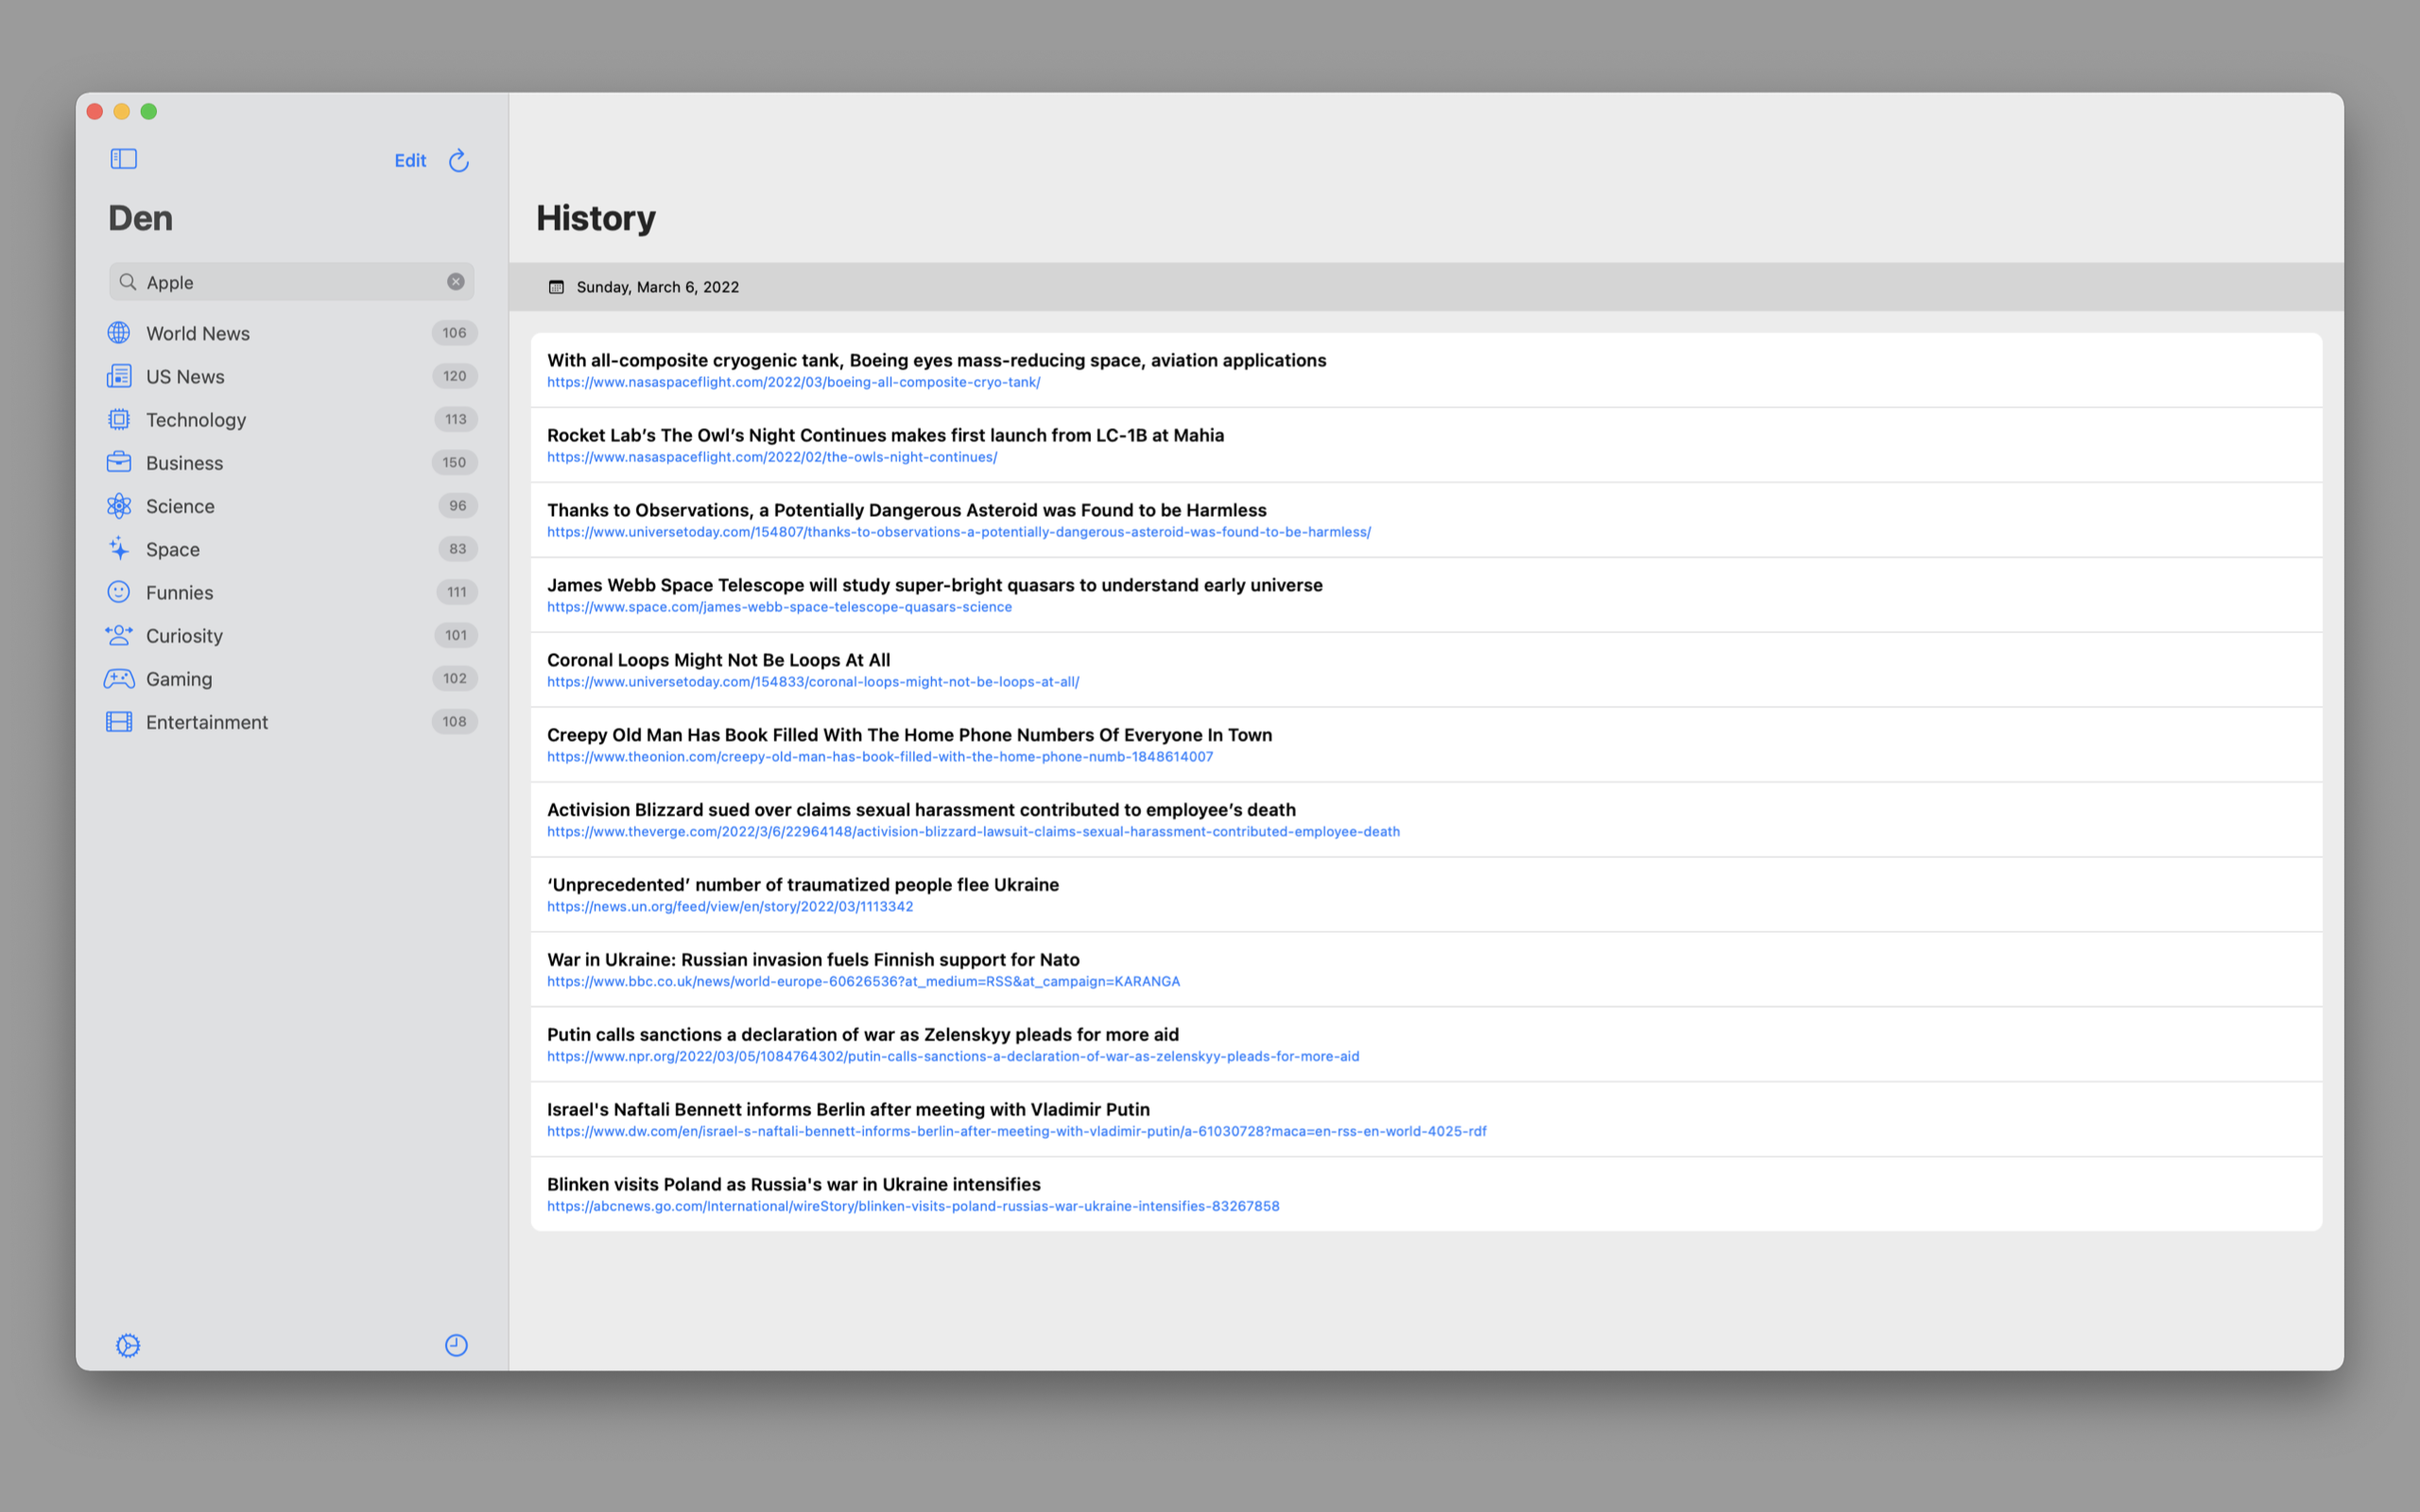 Edit
Den
Apple
World News 106
US News 120
Technology 113
Business 150
Science 96
Space 83
Funnies 111
Curiosity 101
Gaming 102
Entertainment 108
History
Sunday, March 6, 2022
With all-composite cryogenic tank, Boeing eyes mass-reducing space, aviation applications
https://www.nasaspaceflight.com/2022/03/boeing-all-composite-cryo-tank/
Rocket Lab’s The Owl’s Night Continues makes first launch from LC-1B at Mahia
https://www.nasaspaceflight.com/2022/02/the-owls-night-continues/
Thanks to Observations, a Potentially Dangerous Asteroid was Found to be Harmless
https://www.universetoday.com/154807/thanks-to-observations-a-potentially-dangerous-asteroid-was-found-to-be-harmless/
James Webb Space Telescope will study super-bright quasars to understand early universe
https://www.space.com/james-webb-space-telescope-quasars-science
Coronal Loops Might Not Be Loops At All
https://www.universetoday.com/154833/coronal-loops-might-not-be-loops-at-all/
Creepy Old Man Has Book Filled With The Home Phone Numbers Of Everyone In Town
https://www.theonion.com/creepy-old-man-has-book-filled-with-the-home-phone-numb-1848614007
Activision Blizzard sued over claims sexual harassment contributed to employee’s death
https://www.theverge.com/2022/3/6/22964148/activision-blizzard-lawsuit-claims-sexual-harassment-contributed-employee-death
‘Unprecedented’ number of traumatized people flee Ukraine
https://news.un.org/feed/view/en/story/2022/03/1113342
War in Ukraine: Russian invasion fuels Finnish support for Nato
https://www.bbc.co.uk/news/world-europe-60626536?at_medium=RSS&at_campaign=KARANGA
Putin calls sanctions a declaration of war as Zelenskyy pleads for more aid
https://www.npr.org/2022/03/05/1084764302/putin-calls-sanctions-a-declaration-of-war-as-zelenskyy-pleads-for-more-aid
Israel's Naftali Bennett informs Berlin after meeting with Vladimir Putin
https://www.dw.com/en/israel-s-naftali-bennett-informs-berlin-after-meeting-with-vladimir-putin/a-61030728?maca=en-rss-en-world-4025-rdf
Blinken visits Poland as Russia's war in Ukraine intensifies
https://abcnews.go.com/International/wireStory/blinken-visits-poland-russias-war-ukraine-intensifies-83267858